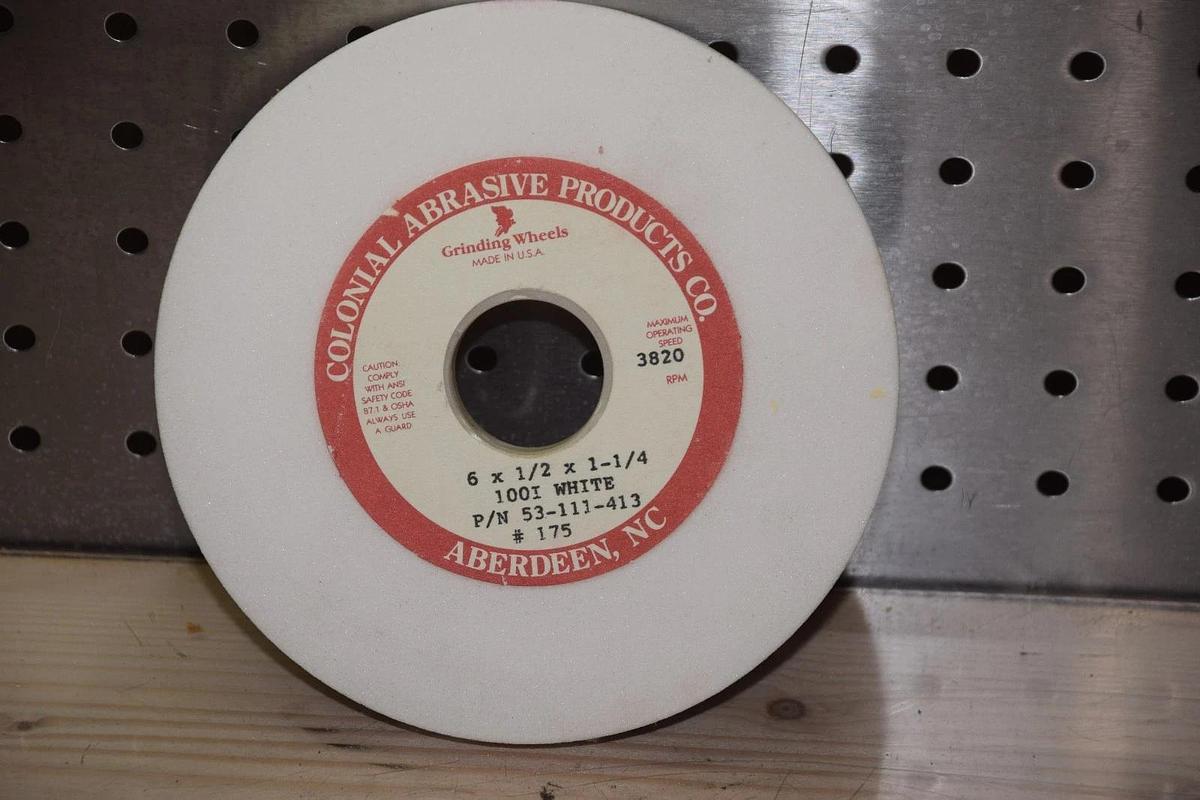 COLONIAL ABRASIVE PRODUCTS CO.
Grinding Wheels
MADE IN U.S.A.
MAXIMUM
OPERATING
SPEED
3820
RPM
CAUTION
COMPLY
WITH ANSI
SAFETY CODE
B7.1 & OSHA
ALWAYS USE
A GUARD
6 x 1/2 x 1-1/4
100I WHITE
P/N 53-111-413
# 175
ABERDEEN, NC